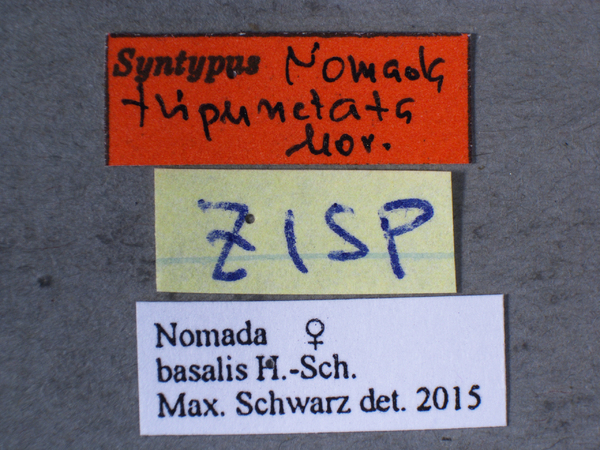 Syntypus Nomada
tripunctata
Mor.
ZISP
Nomada ♀
basalis H.-Sch.
Max. Schwarz det. 2015